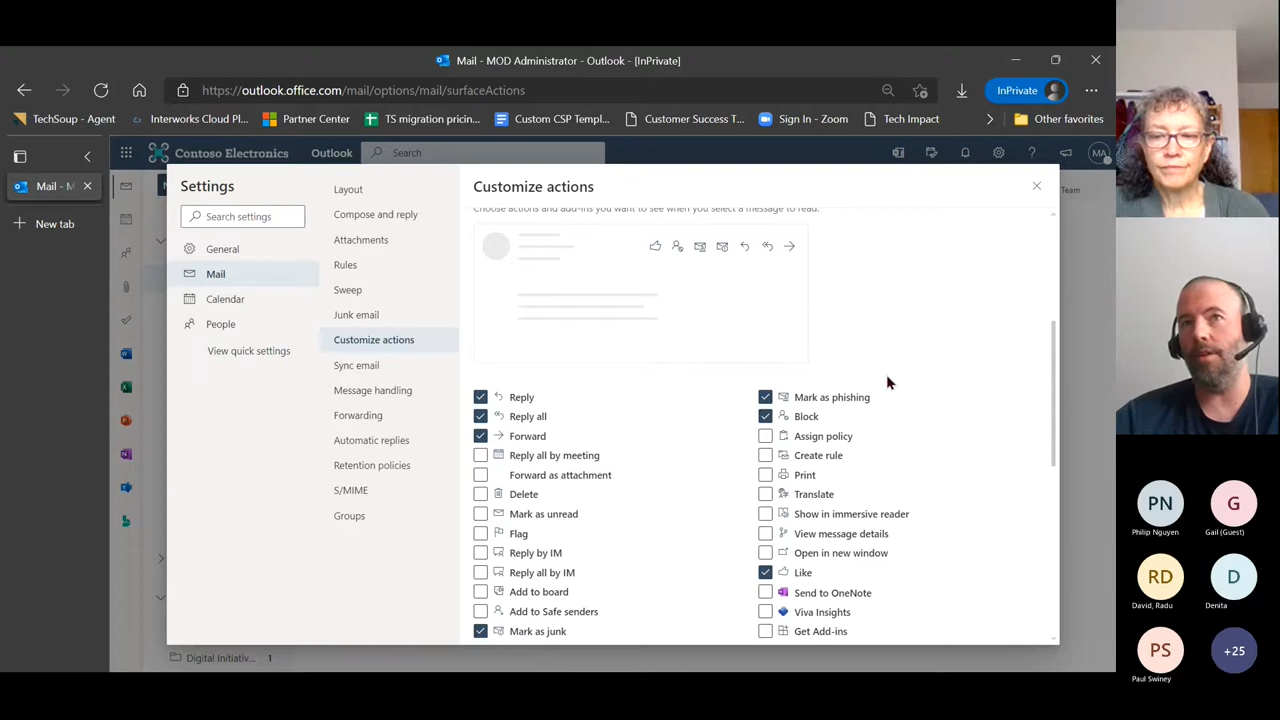 Mail - MOD Administrator - Outlook - [InPrivate]
https://outlook.office.com/mail/options/mail/surfaceActions
InPrivate
TechSoup - Agent
Interworks Cloud Pl...
Partner Center
TS migration pricin...
Custom CSP Templ...
Customer Success T...
Sign In - Zoom
Tech Impact
Other favorites
Contoso Electronics
Outlook
Search
MA
Mail - M
New tab
Team
Settings
Search settings
General
Mail
Calendar
People
View quick settings
Layout
Compose and reply
Attachments
Rules
Sweep
Junk email
Customize actions
Sync email
Message handling
Forwarding
Automatic replies
Retention policies
S/MIME
Groups
Customize actions
Choose actions and add-ins you want to see when you select a message to read.
Reply
Reply all
Forward
Reply all by meeting
Forward as attachment
Delete
Mark as unread
Flag
Reply by IM
Reply all by IM
Add to board
Add to Safe senders
Mark as junk
Mark as phishing
Block
Assign policy
Create rule
Print
Translate
Show in immersive reader
View message details
Open in new window
Like
Send to OneNote
Viva Insights
Get Add-ins
Digital Initiativ... 1
PN
Philip Nguyen
G
Gail (Guest)
RD
David, Radu
D
Denita
PS
Paul Swiney
+25